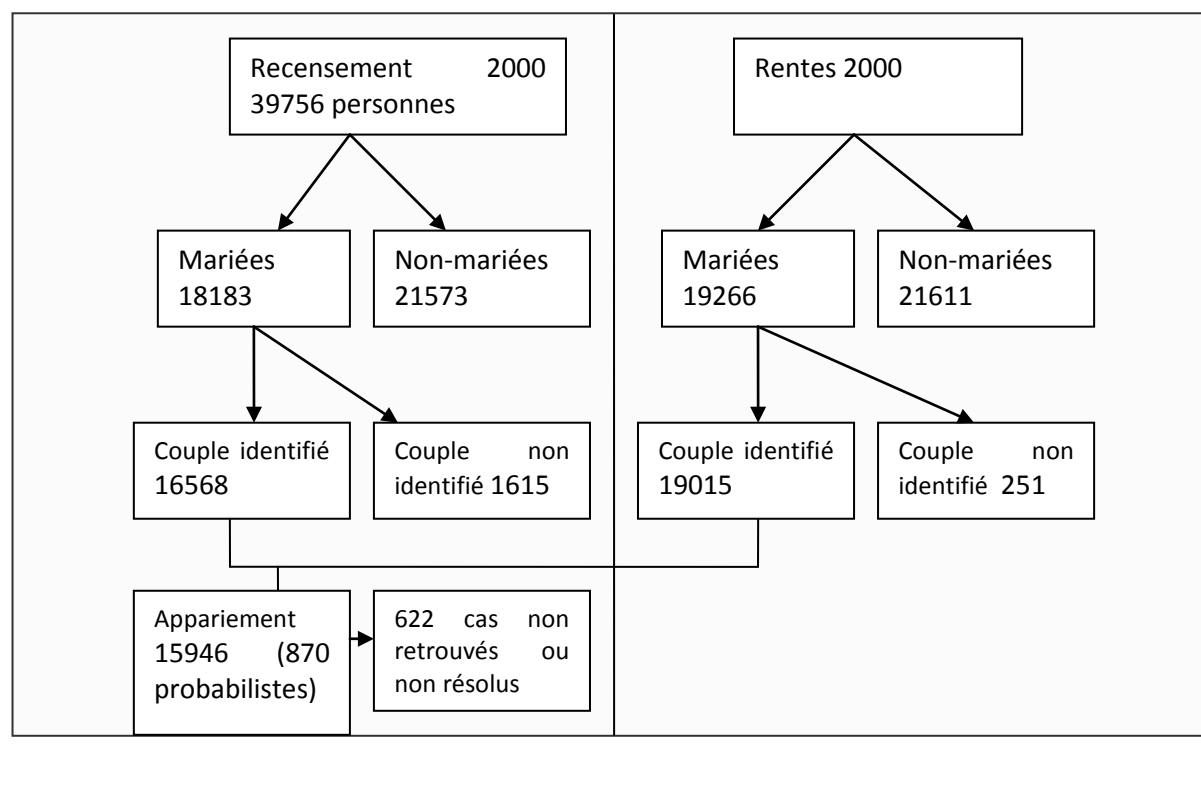 Recensement 2000
39756 personnes
Rentes 2000
Mariées
18183
Non-mariées
21573
Mariées
19266
Non-mariées
21611
Couple identifié
16568
Couple non
identifié 1615
Couple identifié
19015
Couple non
identifié 251
Appariement
15946 (870
probabilistes)
622 cas non
retrouvés ou
non résolus